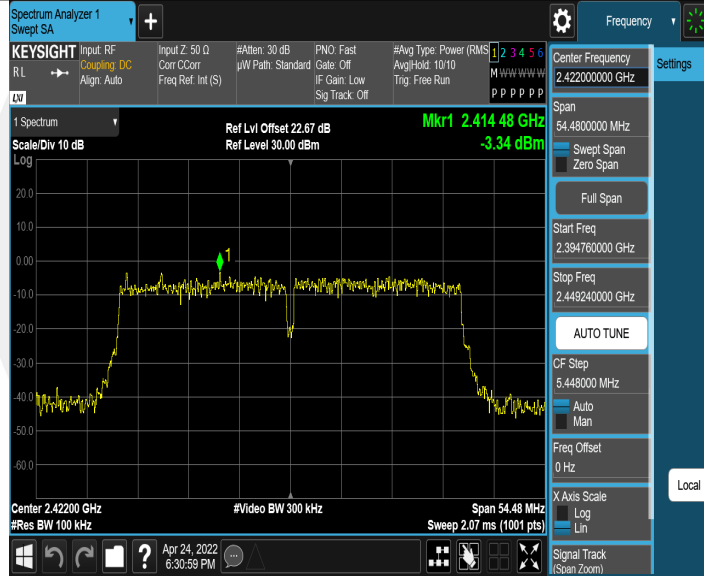 Spectrum Analyzer 1
Swept SA
Frequency
KEYSIGHT
RL
LXI
Input: RF
Coupling: DC
Align: Auto
Input Z: 50 Ω
Corr CCorr
Freq Ref: Int (S)
#Atten: 30 dB
µW Path: Standard
PNO: Fast
Gate: Off
IF Gain: Low
Sig Track: Off
#Avg Type: Power (RMS
Avg|Hold: 10/10
Trig: Free Run
1 2 3 4 5 6
M W W W W W
P P P P P P
1 Spectrum
Scale/Div 10 dB
Log
Ref Lvl Offset 22.67 dB
Ref Level 30.00 dBm
Mkr1 2.414 48 GHz
-3.34 dBm
20.0
10.0
0.00
-10.0
-20.0
-30.0
-40.0
-50.0
-60.0
1
Center 2.42200 GHz
#Res BW 100 kHz
#Video BW 300 kHz
Span 54.48 MHz
Sweep 2.07 ms (1001 pts)
Apr 24, 2022
6:30:59 PM
?
Center Frequency
2.422000000 GHz
Span
54.4800000 MHz
Swept Span
Zero Span
Full Span
Start Freq
2.394760000 GHz
Stop Freq
2.449240000 GHz
AUTO TUNE
CF Step
5.448000 MHz
Auto
Man
Freq Offset
0 Hz
X Axis Scale
Log
Lin
Signal Track
(Span Zoom)
Settings
Local